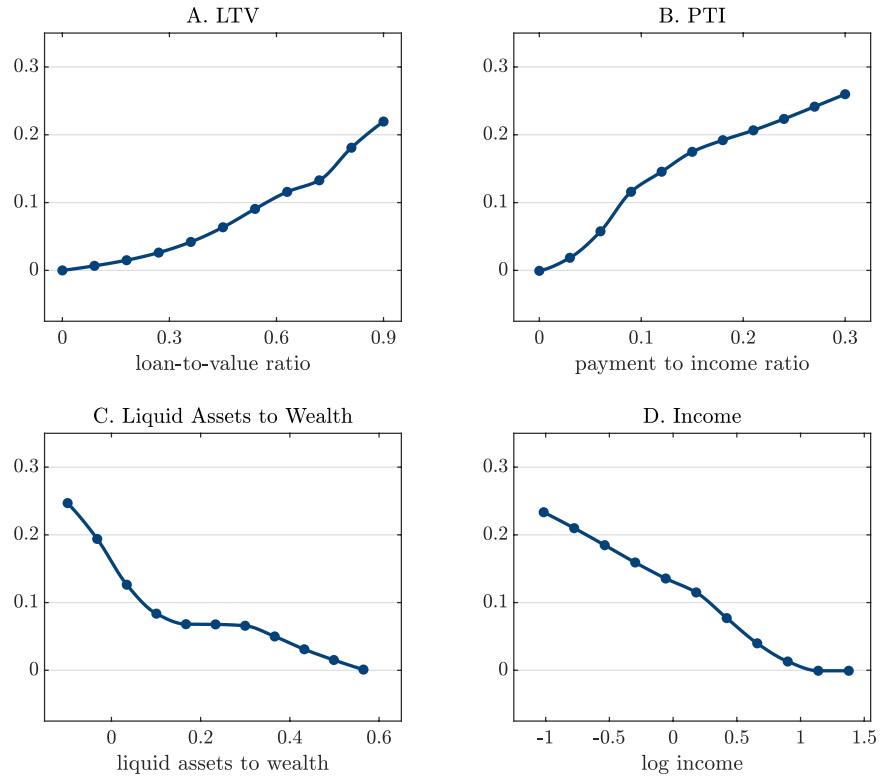 A. LTV
0.3
0.2
0.1
0
0 0.3 0.6 0.9
loan-to-value ratio
B. PTI
0.3
0.2
0.1
0
0 0.1 0.2 0.3
payment to income ratio
C. Liquid Assets to Wealth
0.3
0.2
0.1
0
0 0.2 0.4 0.6
liquid assets to wealth
D. Income
0.3
0.2
0.1
0
-1 -0.5 0 0.5 1 1.5
log income